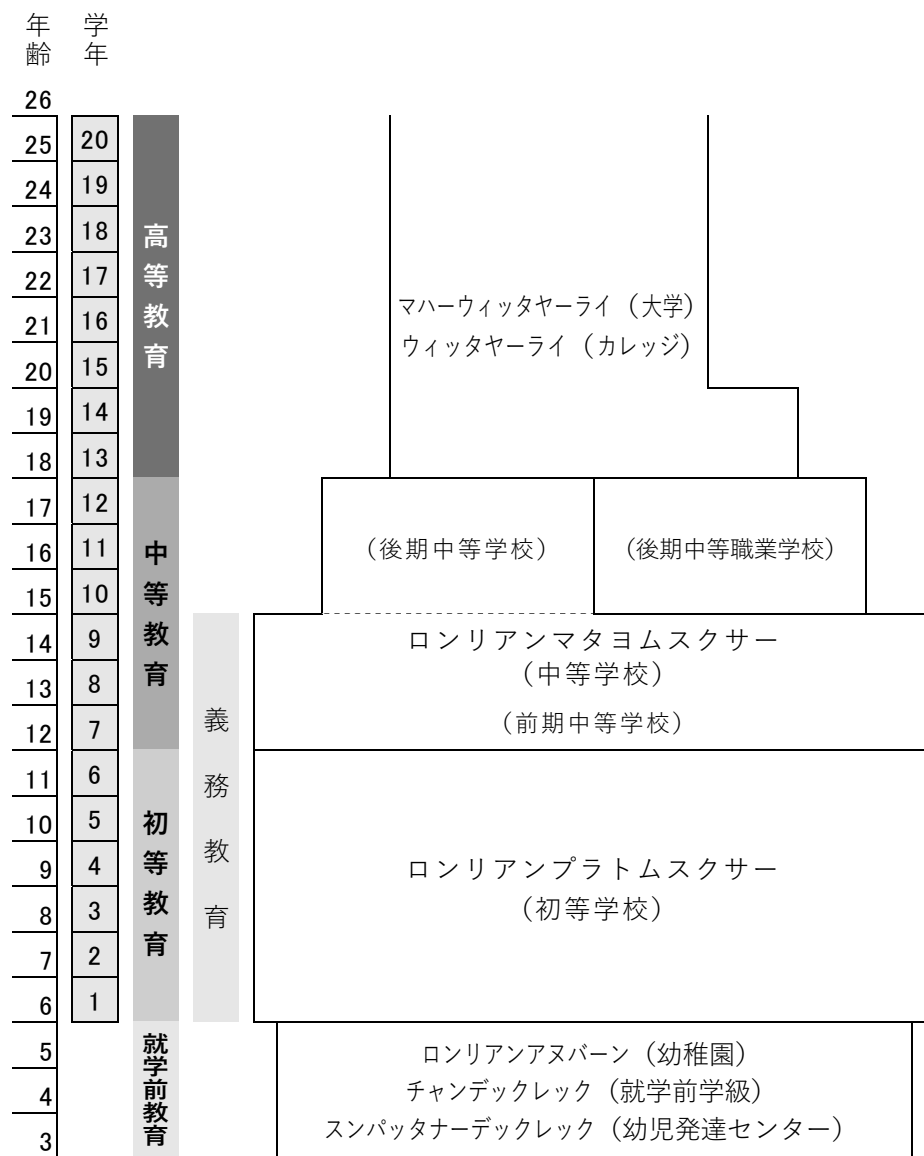 年齢
学年
26
25 20
24 19
23 18
22 17
21 16
20 15
19 14
18 13
17 12
16 11
15 10
14 9
13 8
12 7
11 6
10 5
9 4
8 3
7 2
6 1
5
4
3
高等教育
中等教育
初等教育
就学前教育
義務教育
マハーウィッタヤーライ（大学）
ウィッタヤーライ（カレッジ）
（後期中等学校）
（後期中等職業学校）
ロンリアンマタヨムスクサー
（中等学校）
（前期中等学校）
ロンリアンプラトムスクサー
（初等学校）
ロンリアンアヌバーン（幼稚園）
チャンデックレック（就学前学級）
スンパッタナーデックレック（幼児発達センター）